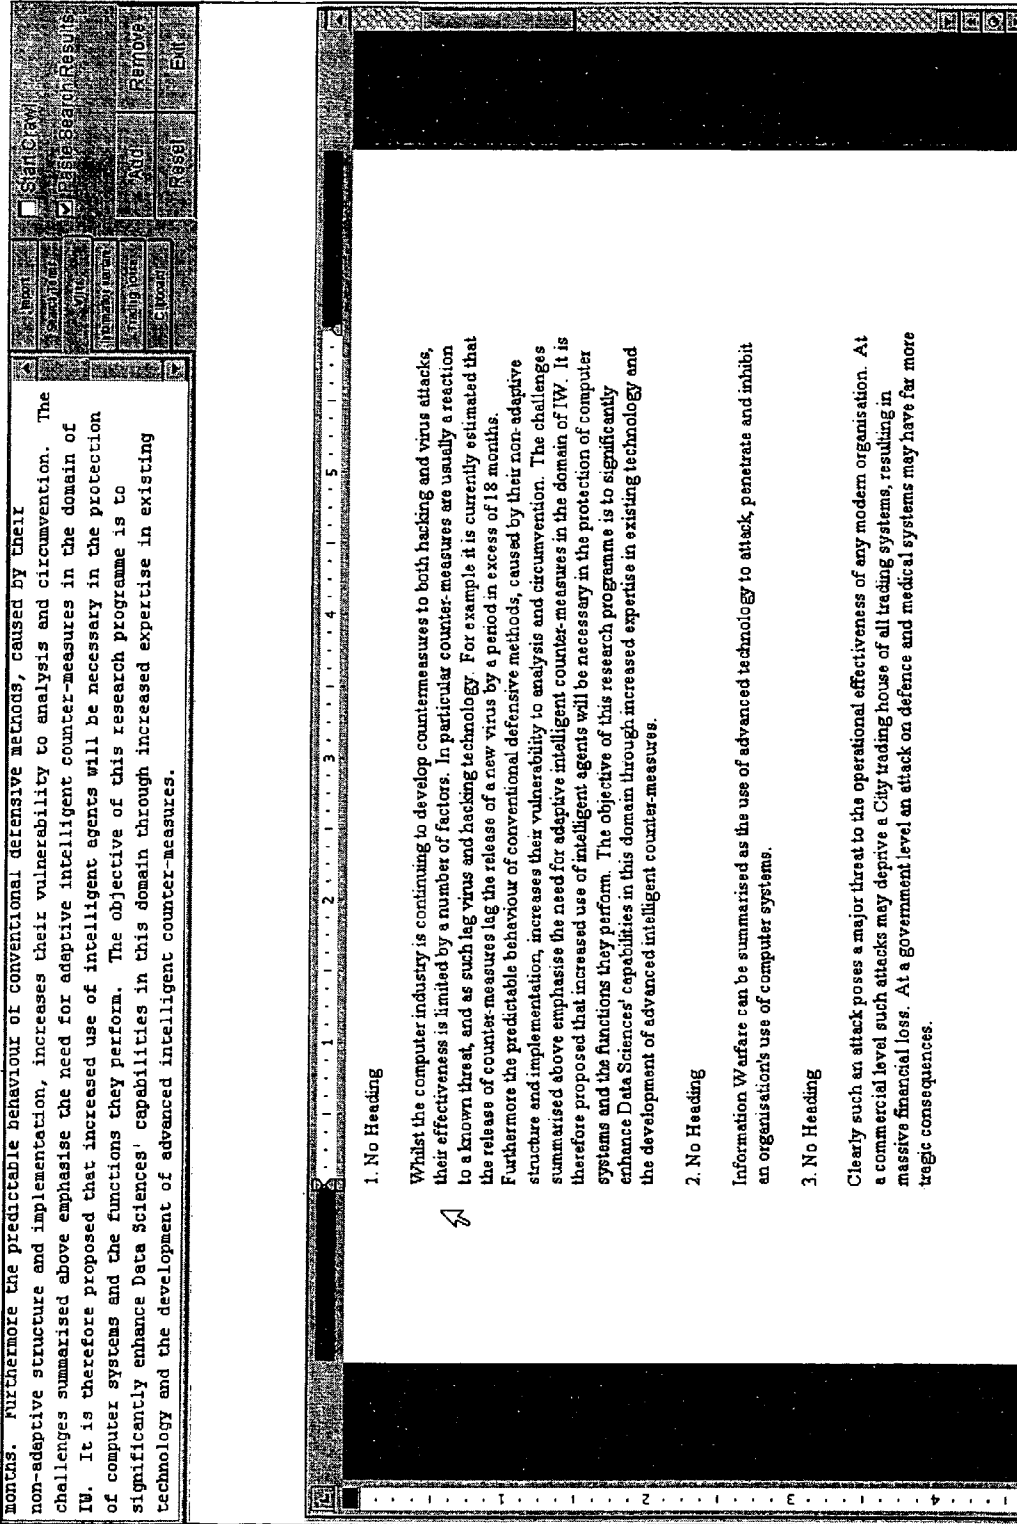 months.  Furthermore the predictable behaviour of conventional defensive methods, caused by their
non-adaptive structure and implementation, increases their vulnerability to analysis and circumvention.  The
challenges summarised above emphasise the need for adaptive intelligent counter-measures in the domain of
IW.  It is therefore proposed that increased use of intelligent agents will be necessary in the protection
of computer systems and the functions they perform.  The objective of this research programme is to
significantly enhance Data Sciences' capabilities in this domain through increased expertise in existing
technology and the development of advanced intelligent counter-measures.
Import
Clipboard
Start Crawl
Paste Search Results
Add
Remove
Reset
Exit
1
2
3
4
5
1. No Heading
Whilst the computer industry is continuing to develop countermeasures to both hacking and virus attacks,
their effectiveness is limited by a number of factors. In particular counter-measures are usually a reaction
to a known threat, and as such lag virus and hacking technology. For example it is currently estimated that
the release of counter-measures lag the release of a new virus by a period in excess of 18 months.
Furthermore the predictable behaviour of conventional defensive methods, caused by their non-adaptive
structure and implementation, increases their vulnerability to analysis and circumvention. The challenges
summarised above emphasise the need for adaptive intelligent counter-measures in the domain of IW. It is
therefore proposed that increased use of intelligent agents will be necessary in the protection of computer
systems and the functions they perform. The objective of this research programme is to significantly
enhance Data Sciences' capabilities in this domain through increased expertise in existing technology and
the development of advanced intelligent counter-measures.
2. No Heading
Information Warfare can be summarised as the use of advanced technology to attack, penetrate and inhibit
an organisation's use of computer systems.
3. No Heading
Clearly such an attack poses a major threat to the operational effectiveness of any modern organisation. At
a commercial level such attacks may deprive a City trading house of all trading systems, resulting in
massive financial loss. At a government level an attack on defence and medical systems may have far more
tragic consequences.
1
2
3
4